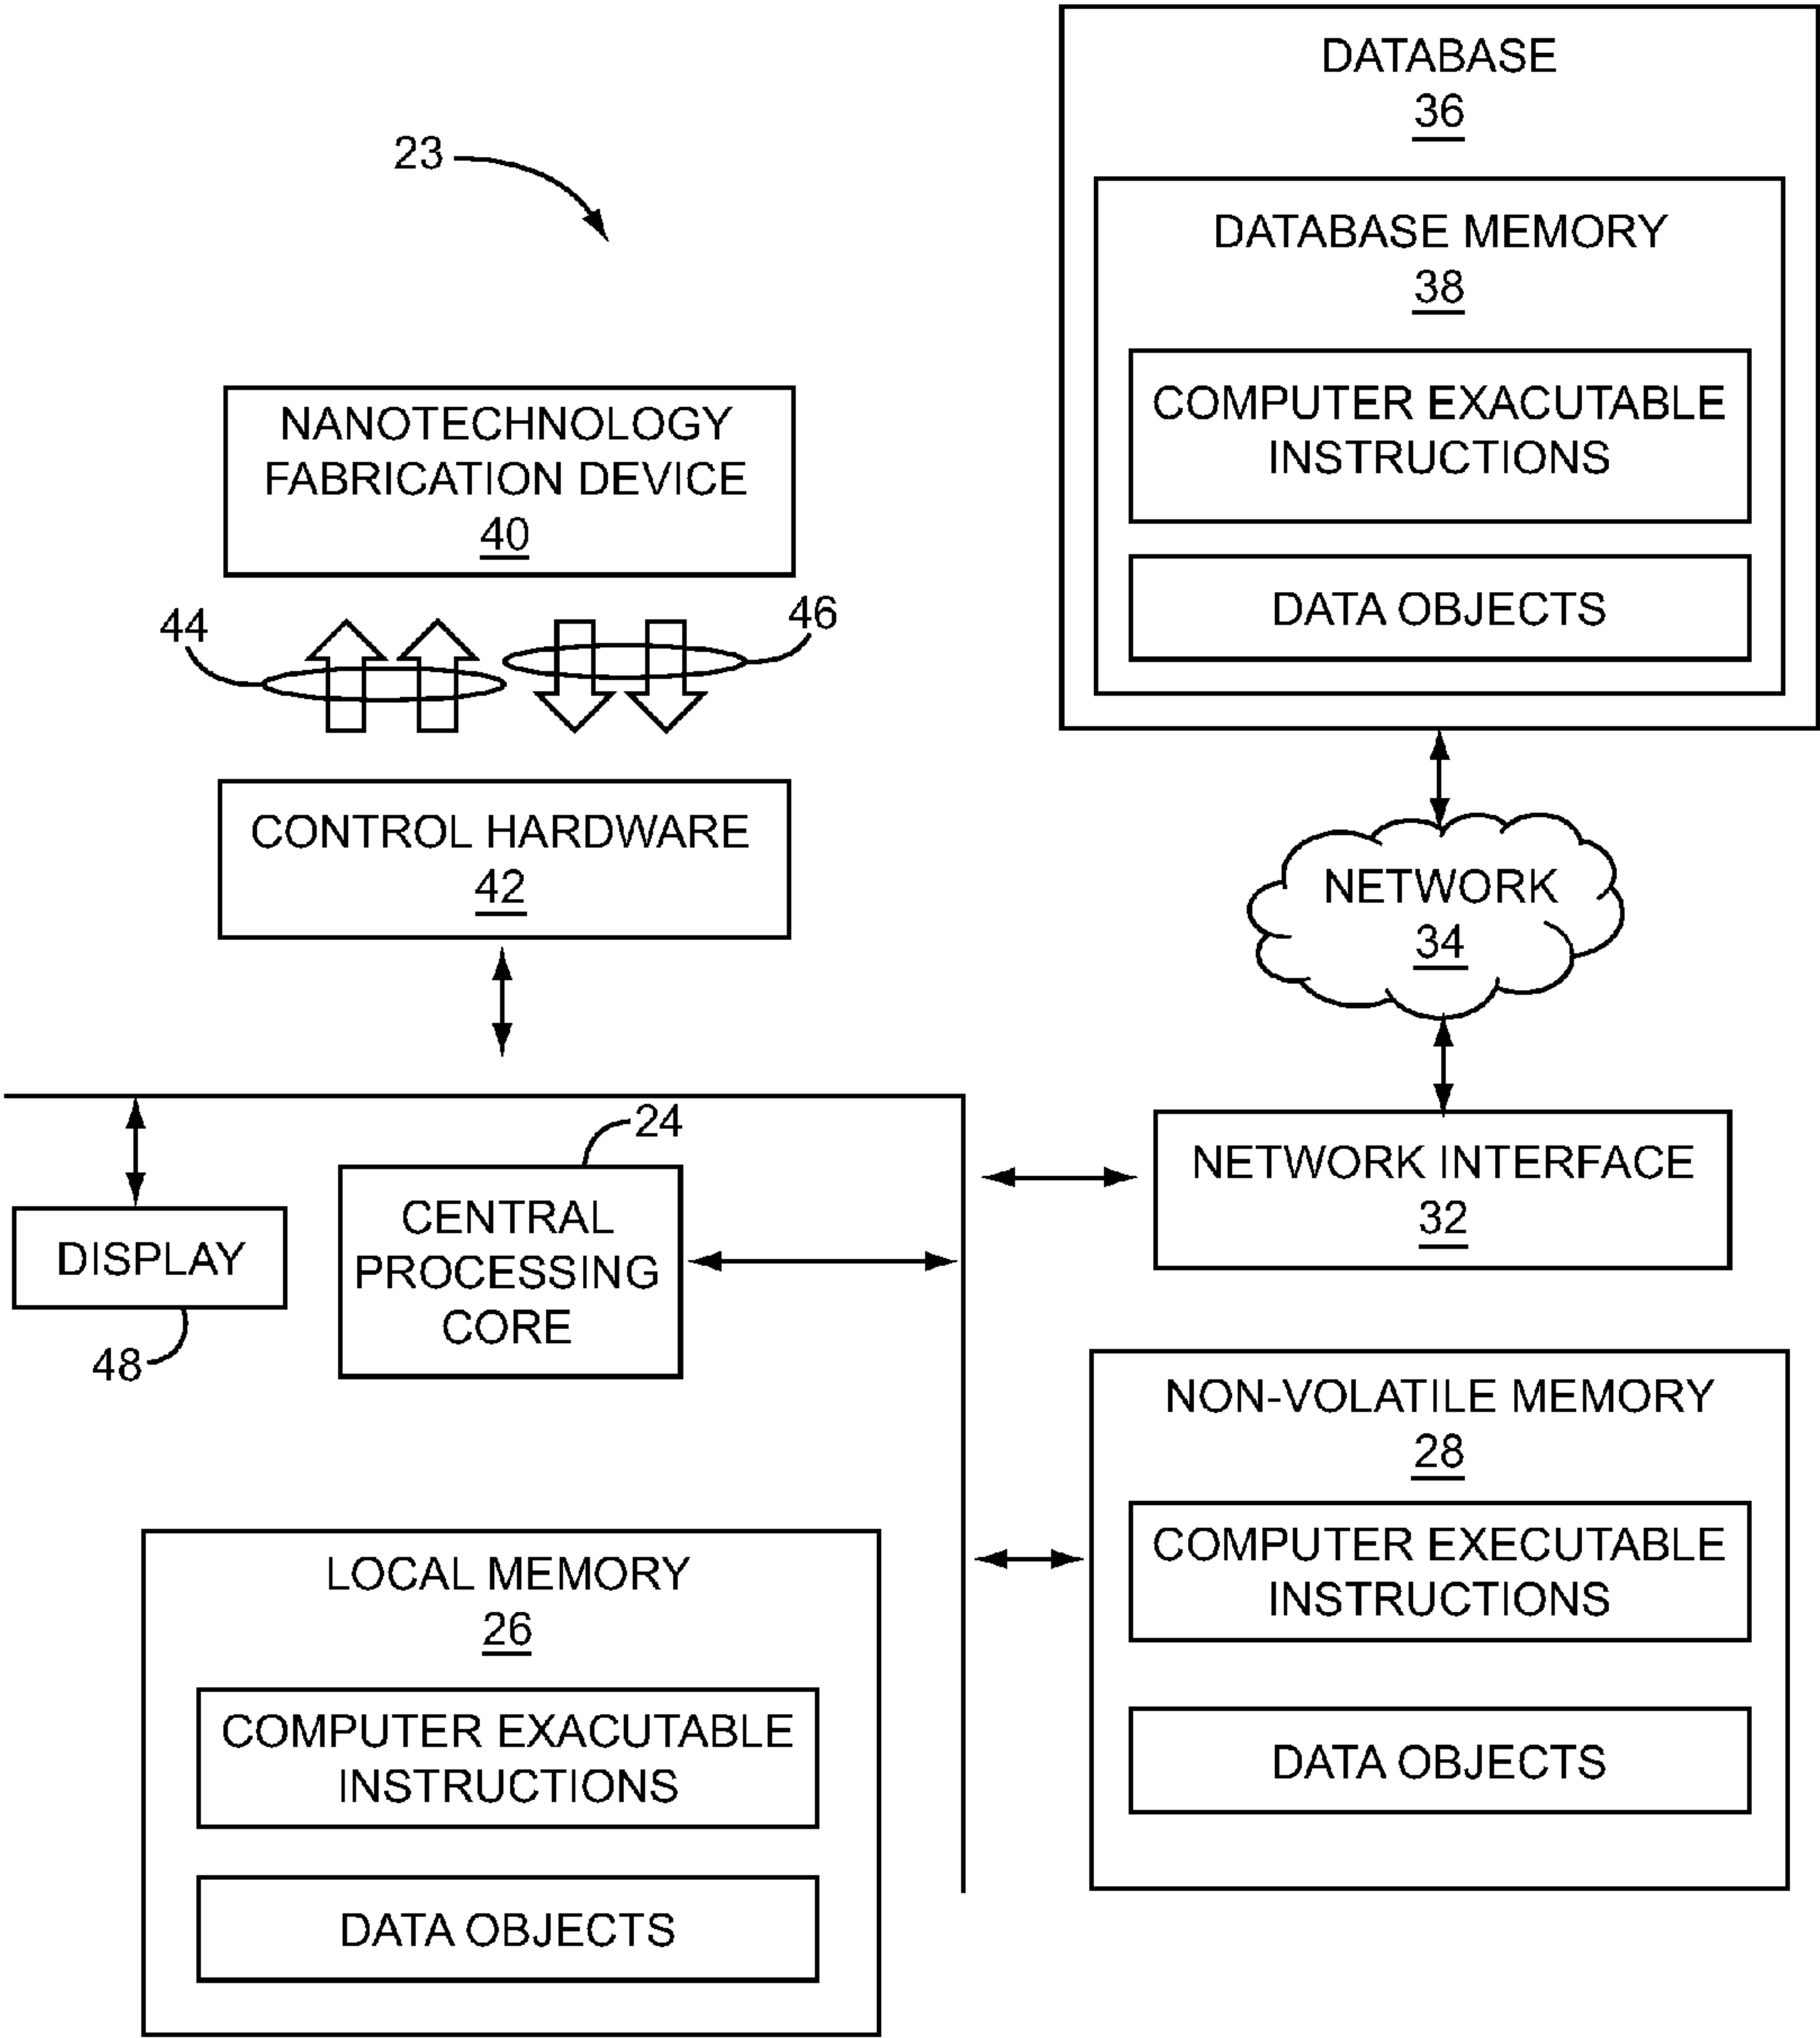 23
DATABASE
36
DATABASE MEMORY
38
COMPUTER EXACUTABLE
INSTRUCTIONS
DATA OBJECTS
NANOTECHNOLOGY
FABRICATION DEVICE
40
44
46
CONTROL HARDWARE
42
NETWORK
34
NETWORK INTERFACE
32
24
CENTRAL
PROCESSING
CORE
DISPLAY
48
NON-VOLATILE MEMORY
28
COMPUTER EXECUTABLE
INSTRUCTIONS
DATA OBJECTS
LOCAL MEMORY
26
COMPUTER EXACUTABLE
INSTRUCTIONS
DATA OBJECTS